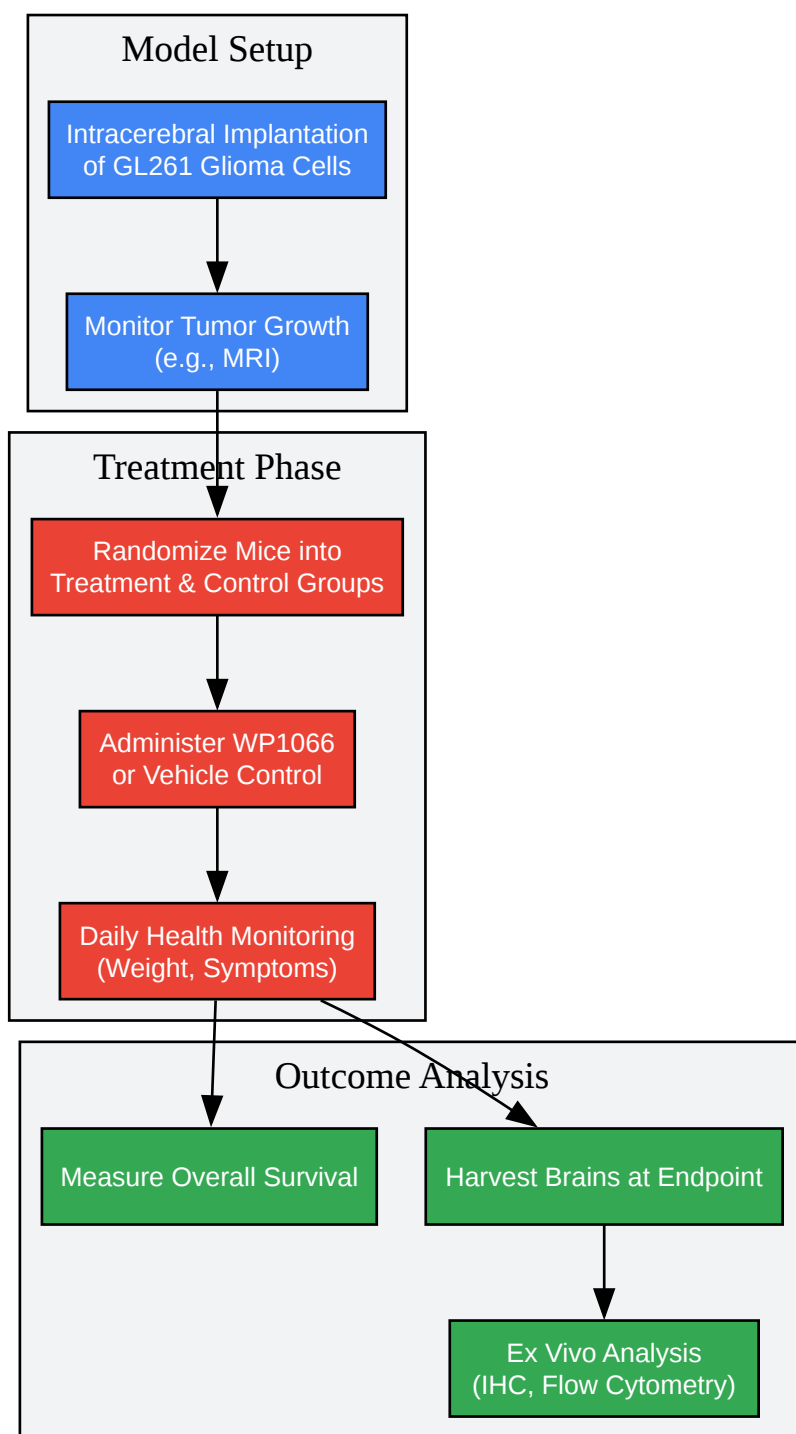 Model Setup
Intracerebral Implantation
of GL261 Glioma Cells
Monitor Tumor Growth
(e.g., MRI)
Treatment Phase
Randomize Mice into
Treatment & Control Groups
Administer WP1066
or Vehicle Control
Daily Health Monitoring
(Weight, Symptoms)
Outcome Analysis
Measure Overall Survival
Harvest Brains at Endpoint
Ex Vivo Analysis
(IHC, Flow Cytometry)